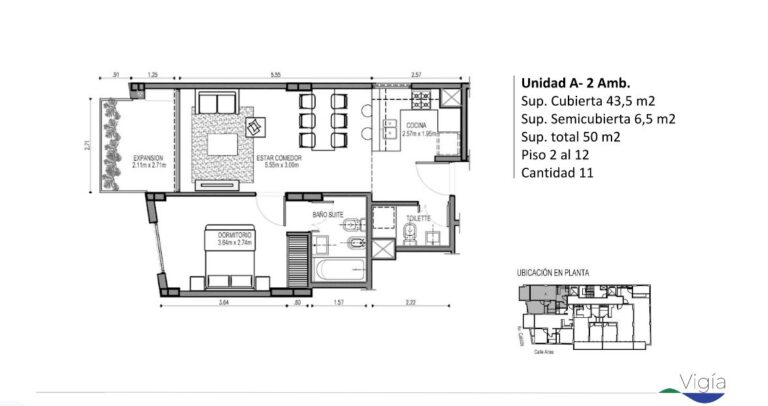 .91 1.25 5.55 2.57
2.71
EXPANSION
2.11m x 2.71m
ESTAR COMEDOR
5.55m x 3.00m
COCINA
2.57m x 1.95m
BAÑO SUITE
TOILETTE
DORMITORIO
3.64m x 2.74m
3.64 .60 1.57 2.22
Unidad A- 2 Amb.
Sup. Cubierta 43,5 m2
Sup. Semicubierta 6,5 m2
Sup. total 50 m2
Piso 2 al 12
Cantidad 11
UBICACIÓN EN PLANTA
Calle Arias
Vigía